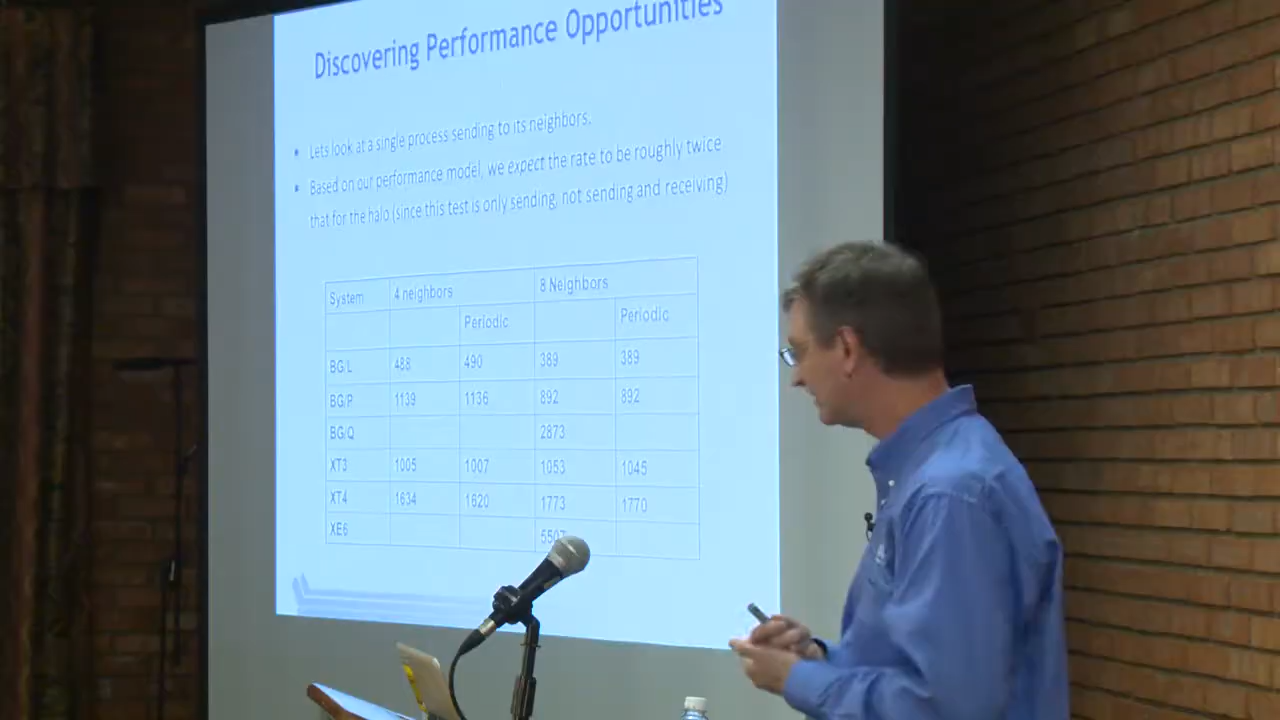 Discovering Performance Opportunities
• Lets look at a single process sending to its neighbors.
• Based on our performance model, we expect the rate to be roughly twice
that for the halo (since this test is only sending, not sending and receiving)
System 4 neighbors 8 Neighbors
Periodic Periodic
BG/L 488 490 389 389
BG/P 1139 1136 892 892
BG/Q 2873
XT3 1005 1007 1053 1045
XT4 1634 1620 1773 1770
XE6